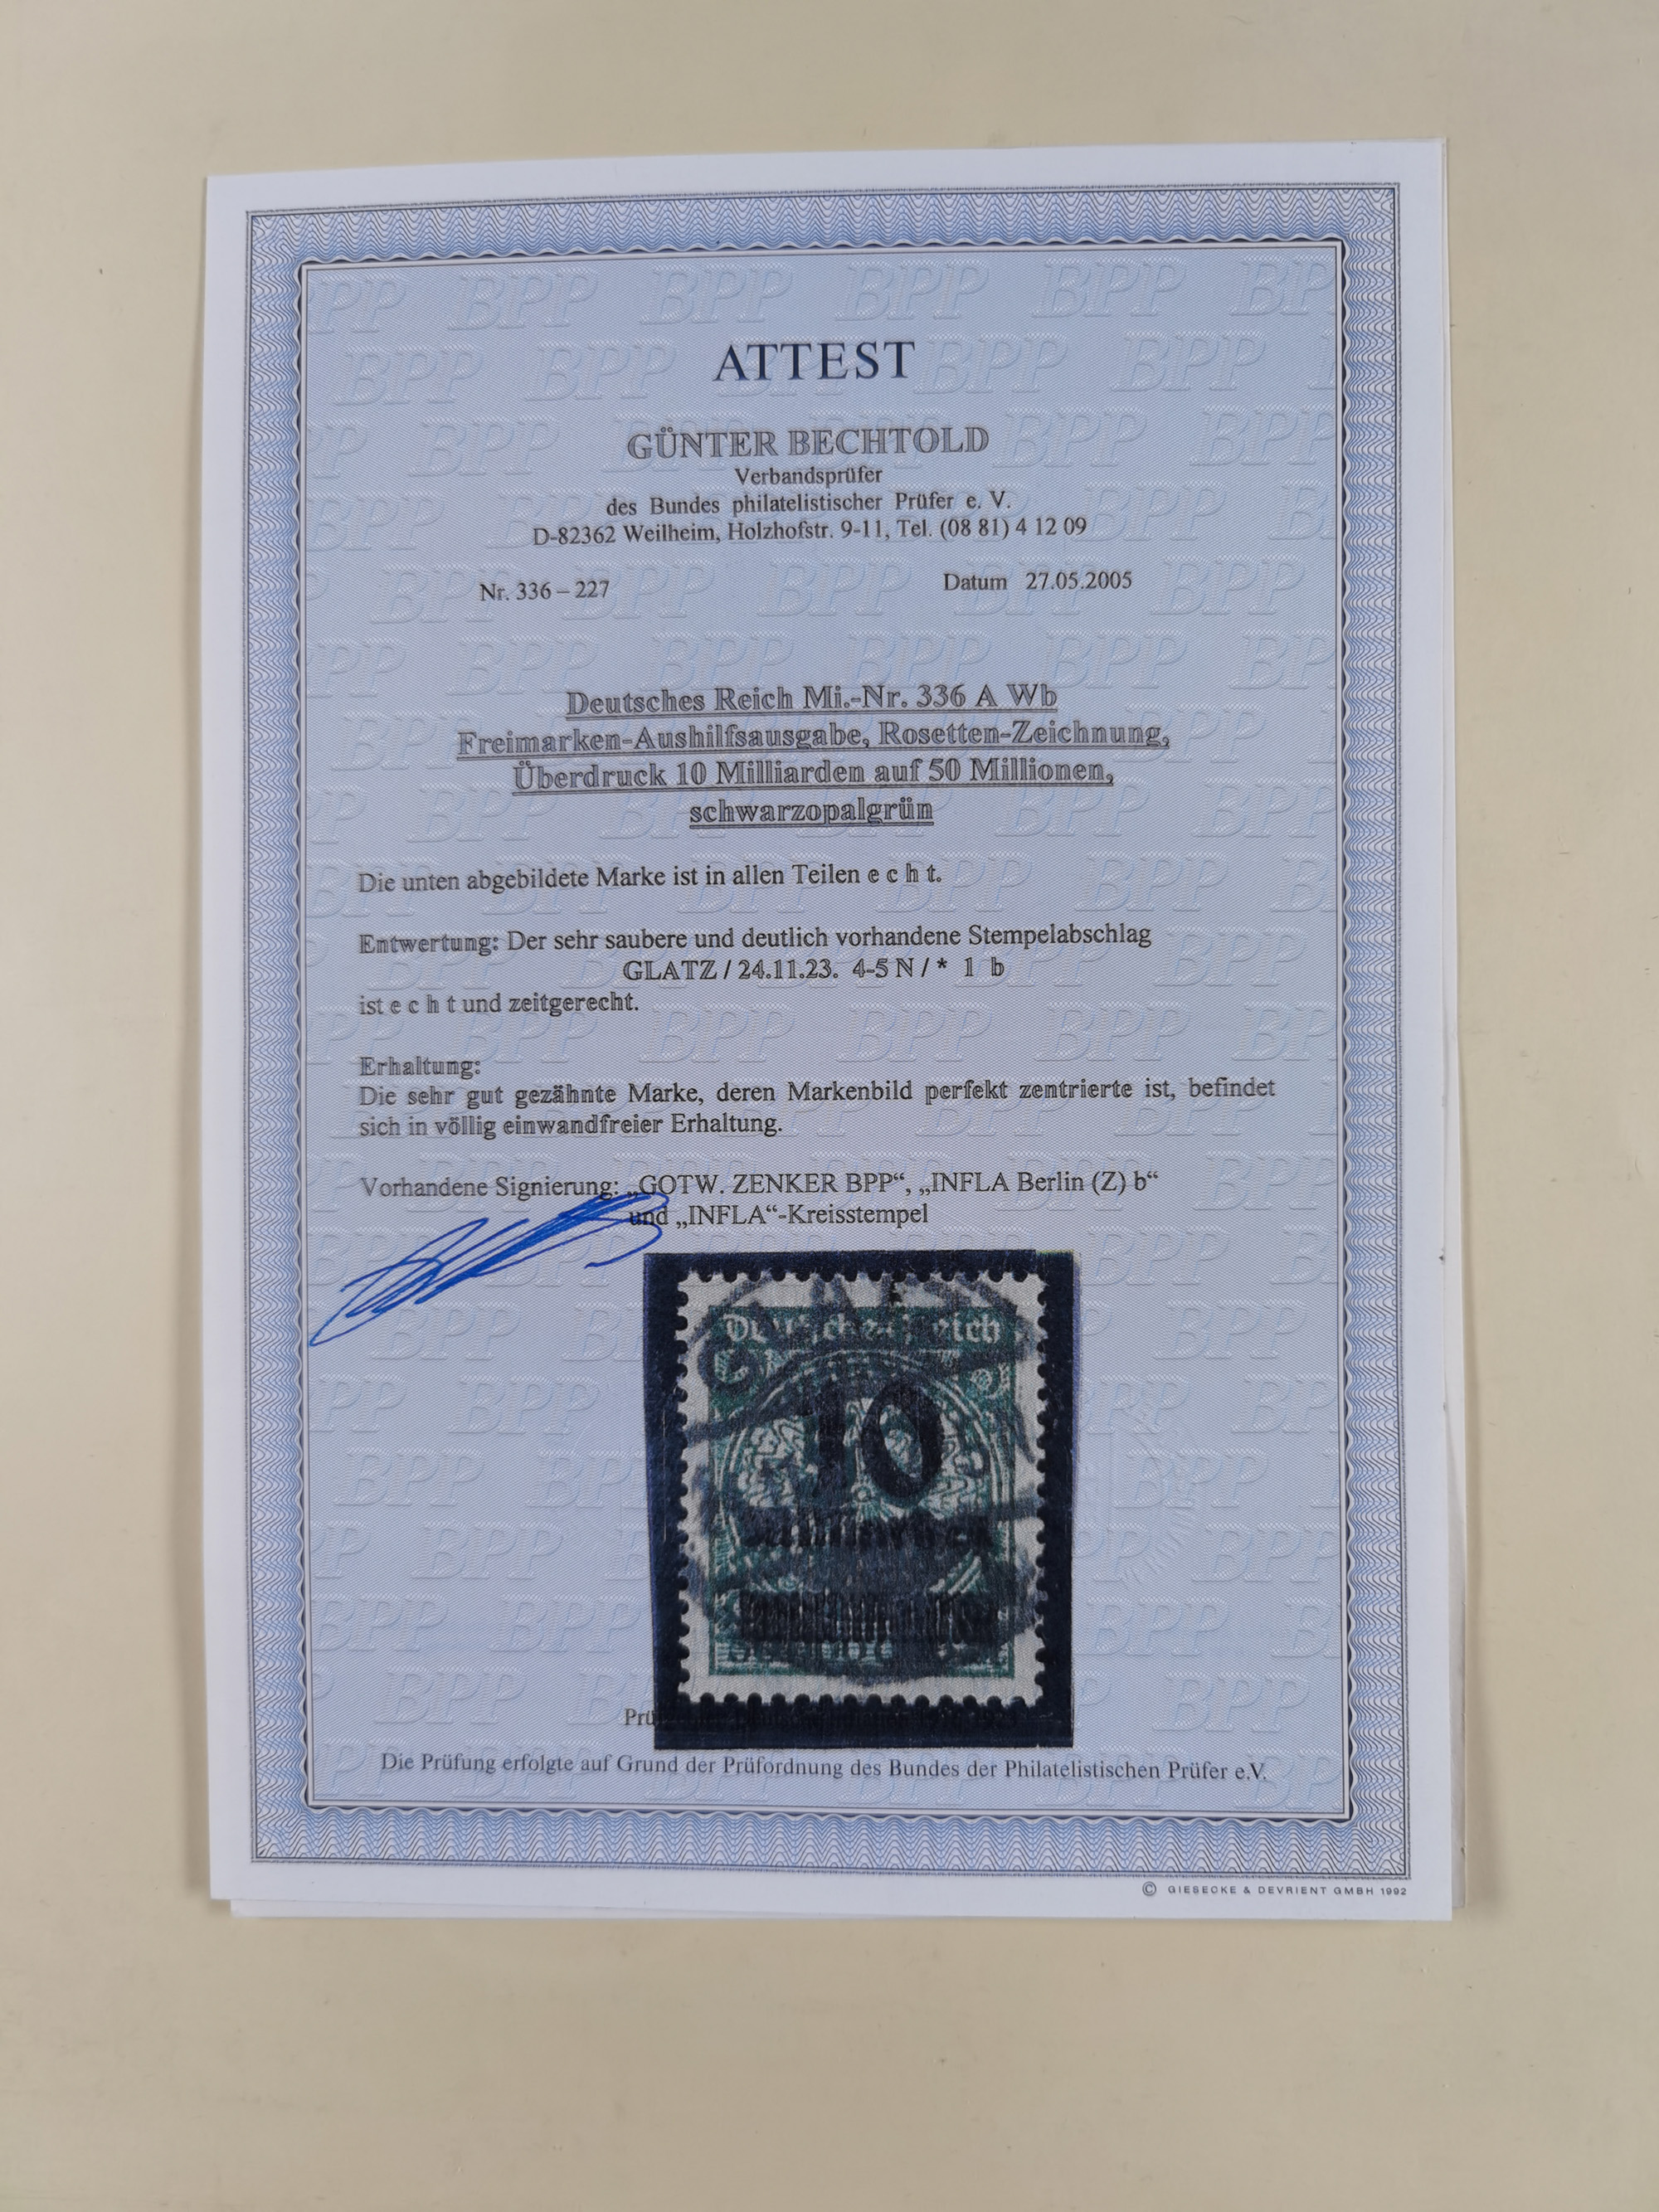 ATTEST
GÜNTER BECHTOLD
Verbandsprüfer
des Bundes philatelistischer Prüfer e. V.
D-82362 Weilheim, Holzhofstr. 9-11, Tel. (08 81) 4 12 09
Nr. 336 – 227
Datum 27.05.2005
Deutsches Reich Mi.-Nr. 336 A Wb
Freimarken-Aushilfsausgabe, Rosetten-Zeichnung,
Überdruck 10 Milliarden auf 50 Millionen,
schwarzopalgrün
Die unten abgebildete Marke ist in allen Teilen e c h t.
Entwertung: Der sehr saubere und deutlich vorhandene Stempelabschlag
GLATZ / 24.11.23. 4-5 N / * 1 b
ist e c h t und zeitgerecht.
Erhaltung:
Die sehr gut gezähnte Marke, deren Markenbild perfekt zentrierte ist, befindet
sich in völlig einwandfreier Erhaltung.
Vorhandene Signierung: „GOTW. ZENKER BPP“, „INFLA Berlin (Z) b“
und „INFLA“-Kreisstempel
10
Die Prüfung erfolgte auf Grund der Prüfordnung des Bundes der Philatelistischen Prüfer e.V.
© GIESECKE & DEVRIENT GMBH 1992